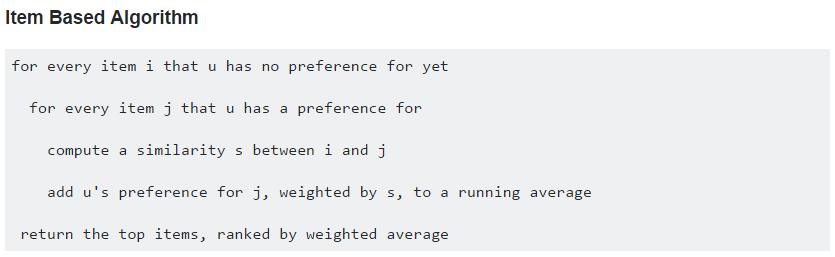 Item Based Algorithm
for every item i that u has no preference for yet
for every item j that u has a preference for
compute a similarity s between i and j
add u's preference for j, weighted by s, to a running average
return the top items, ranked by weighted average